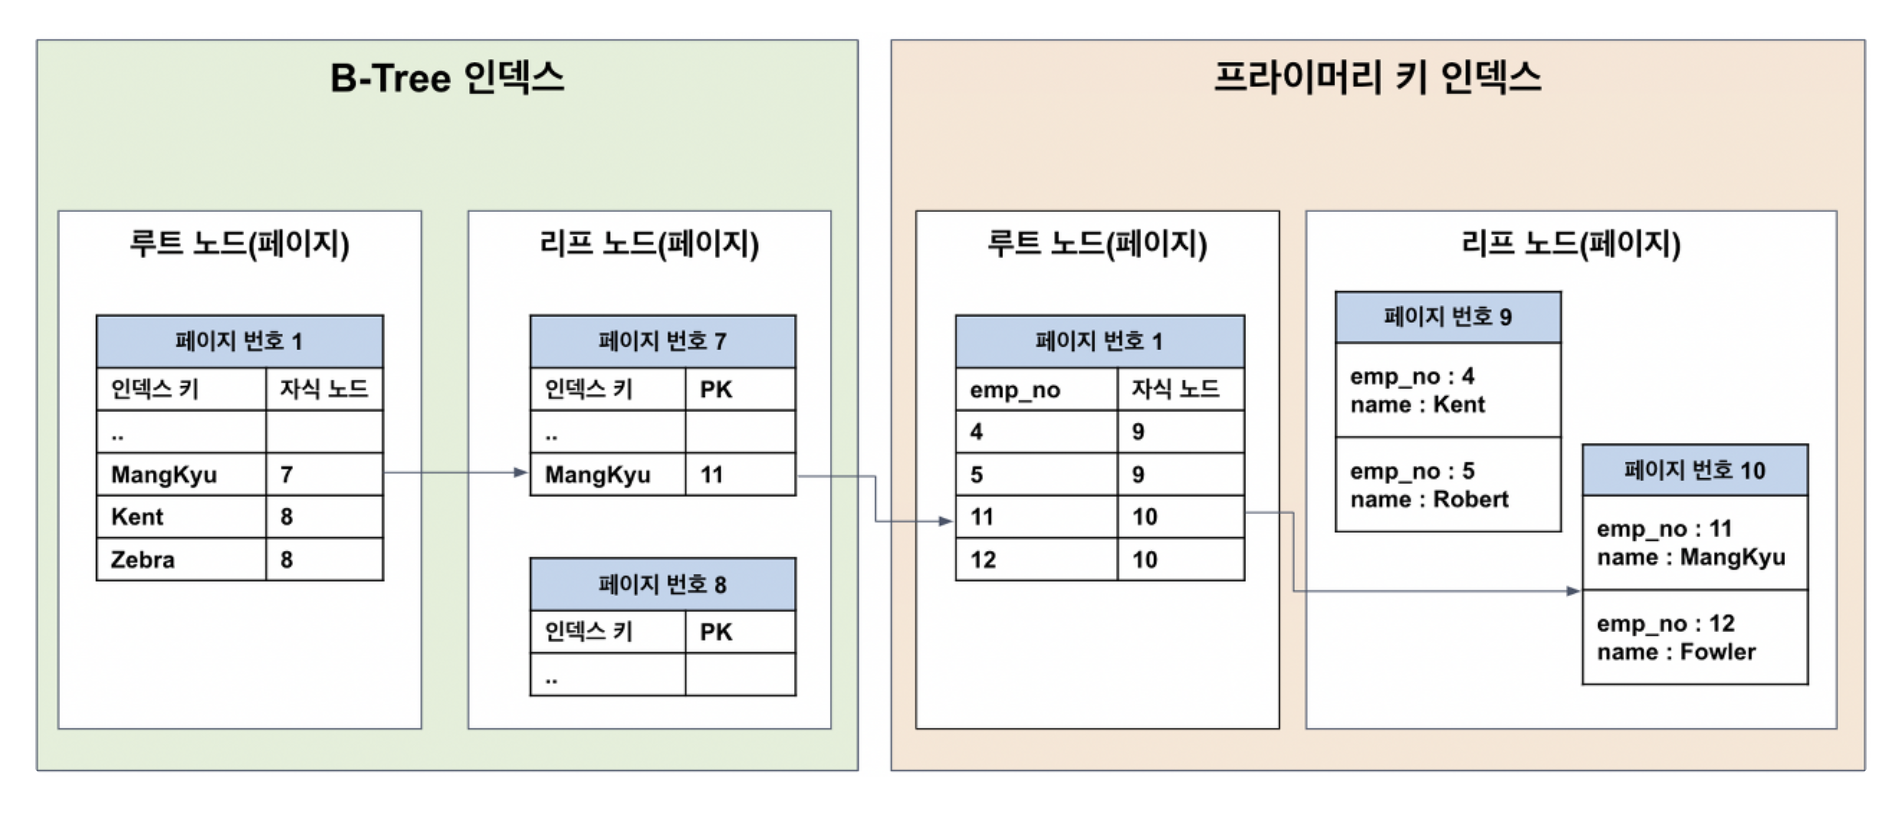 B-Tree 인덱스
루트 노드(페이지)
페이지 번호 1
인덱스 키 자식 노드
..
MangKyu 7
Kent 8
Zebra 8
리프 노드(페이지)
페이지 번호 7
인덱스 키 PK
..
MangKyu 11
페이지 번호 8
인덱스 키 PK
..
프라이머리 키 인덱스
루트 노드(페이지)
페이지 번호 1
emp_no 자식 노드
4 9
5 9
11 10
12 10
리프 노드(페이지)
페이지 번호 9
emp_no : 4
name : Kent
emp_no : 5
name : Robert
페이지 번호 10
emp_no : 11
name : MangKyu
emp_no : 12
name : Fowler